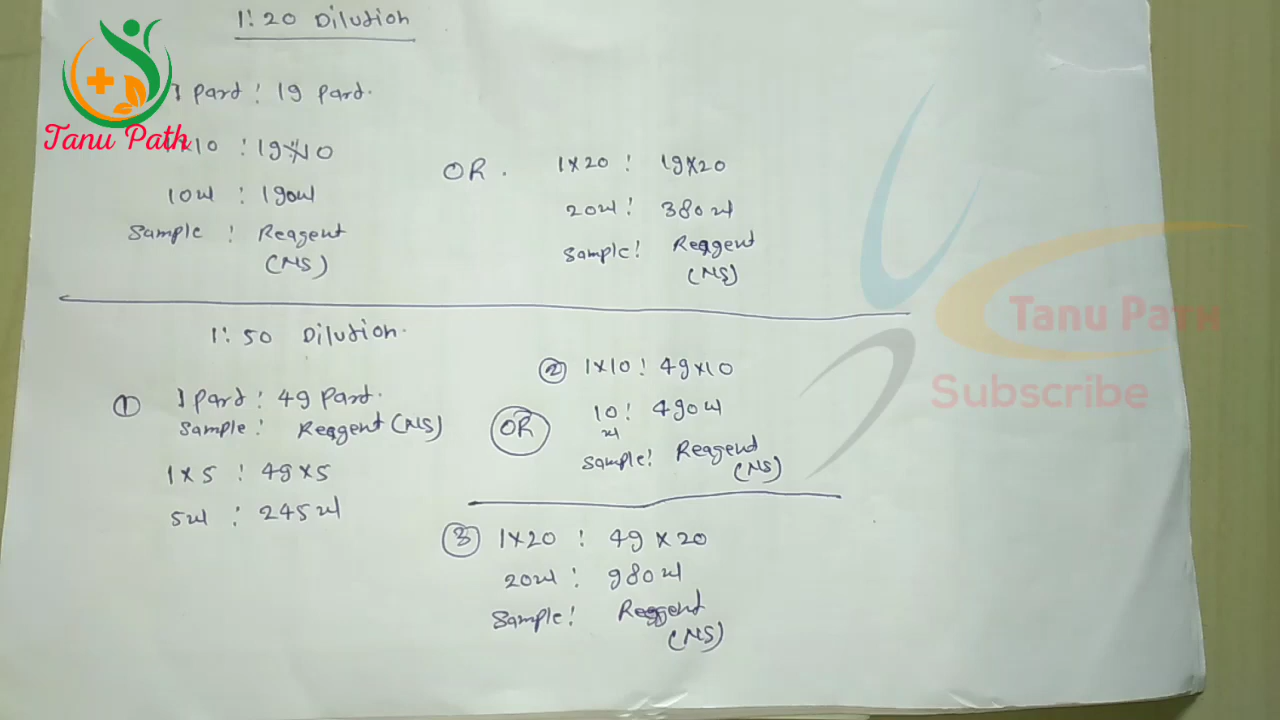 1:20 Dilution
1 Part : 19 Part.
Tanu Path
1x10 : 19x10
10ul : 190ul
Sample : Reagent
(NS)
OR.
1x20 : 19x20
20ul : 380ul
Sample : Reagent
(NS)
1:50 Dilution.
① 1 Part : 49 Part.
Sample : Reagent (NS)
1x5 : 49x5
5ul : 245ul
OR
② 1x10 : 49x10
10 : 490ul
ul
Sample : Reagent
(NS)
③ 1x20 : 49 x 20
20ul : 980ul
Sample : Reagent
(NS)
Tanu Path
Subscribe